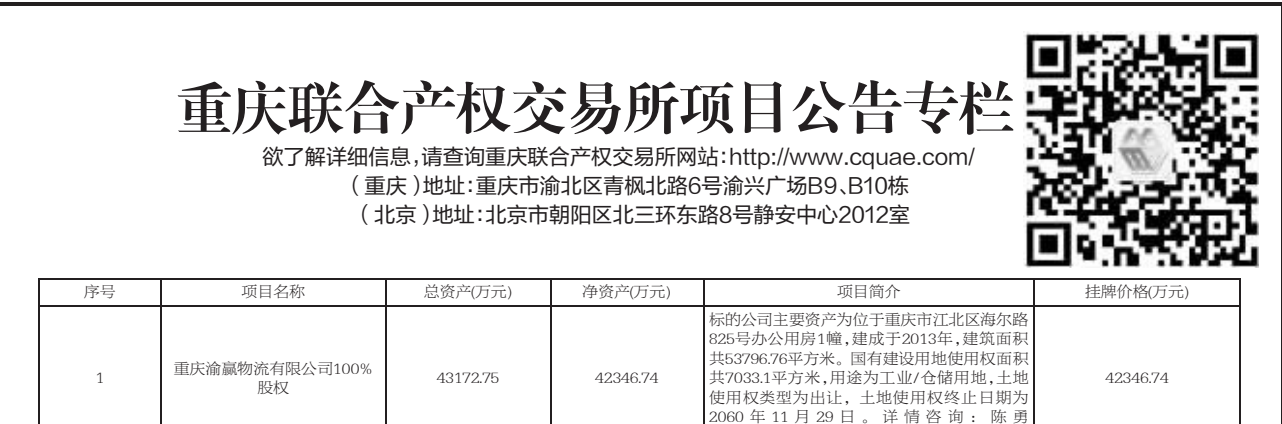 重庆联合产权交易所项目公告专栏
欲了解详细信息,请查询重庆联合产权交易所网站:http://www.cquae.com/
（重庆）地址:重庆市渝北区青枫北路6号渝兴广场B9、B10栋
（北京）地址:北京市朝阳区北三环东路8号静安中心2012室
序号 项目名称 总资产(万元) 净资产(万元) 项目简介 挂牌价格(万元)
1
重庆渝赢物流有限公司100%
股权
43172.75
42346.74
标的公司主要资产为位于重庆市江北区海尔路
825号办公用房1幢,建成于2013年,建筑面积
共53796.76平方米。国有建设用地使用权面积
共7033.1平方米,用途为工业/仓储用地,土地
使用权类型为出让，土地使用权终止日期为
2060年11月29日。详情咨询：陈勇
42346.74